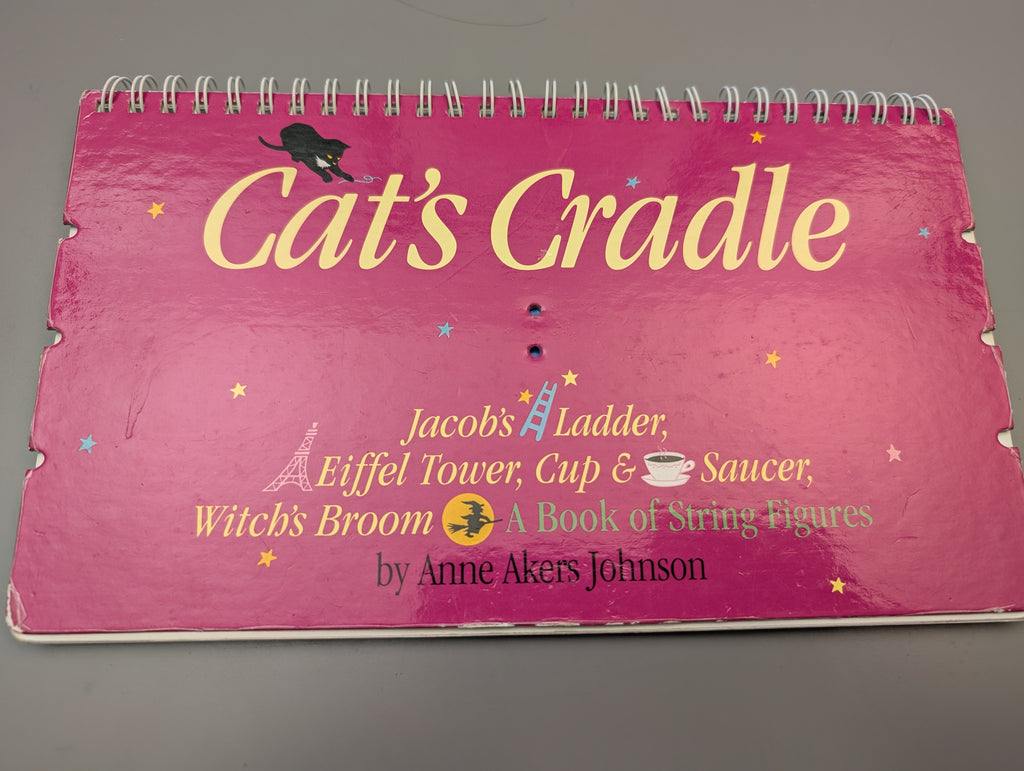 Cat's Cradle
Jacob's Ladder,
Eiffel Tower, Cup & Saucer,
Witch's Broom A Book of String Figures
by Anne Akers Johnson